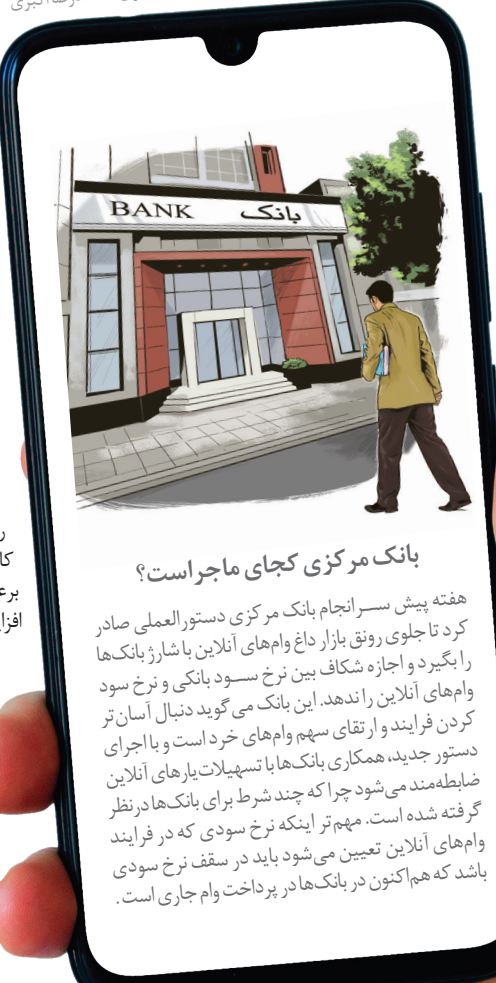 BANK بانک
بانک مرکزی کجای ماجراست؟
هفته پیش سرانجام بانک مرکزی دستورالعملی صادر
کرد تا جلوی رونق بازار داغ وام‌های آنلاین با شارژ بانک‌ها
را بگیرد و اجازه شکاف بین نرخ سود بانکی و نرخ سود
وام‌های آنلاین را ندهد. این بانک می‌گوید دنبال آسان‌تر
کردن فرایند و ارتقای سهم وام‌های خرد است و با اجرای
دستور جدید، همکاری بانک‌ها با تسهیلات‌یارهای آنلاین
ضابطه‌مند می‌شود چرا که چند شرط برای بانک‌ها درنظر
گرفته شده است. مهم‌تر اینکه نرخ سودی که در فرایند
وام‌های آنلاین تعیین می‌شود باید در سقف نرخ سودی
باشد که هم‌اکنون در بانک‌ها در پرداخت وام جاری است.